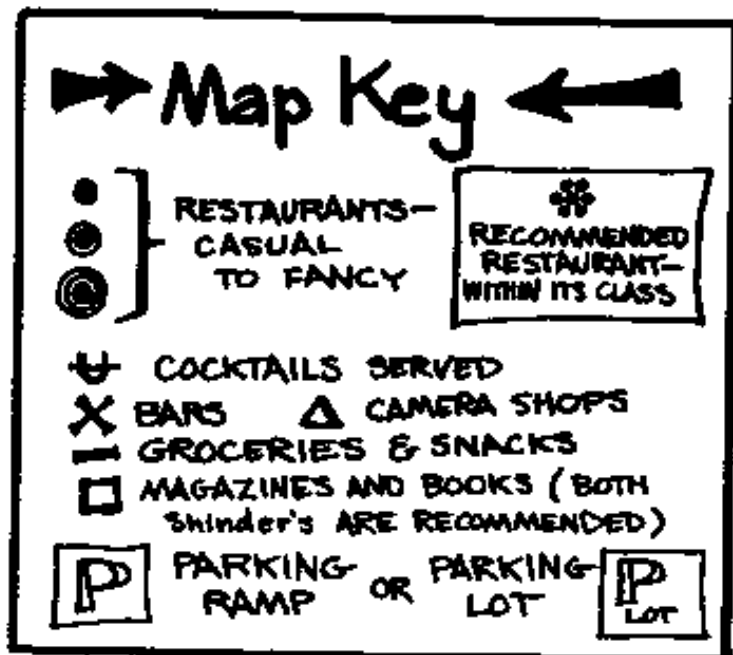 Map Key
RESTAURANTS-
CASUAL
TO FANCY
RECOMMENDED
RESTAURANT-
WITHIN ITS CLASS
COCKTAILS SERVED
BARS CAMERA SHOPS
GROCERIES & SNACKS
MAGAZINES AND BOOKS (BOTH
Shinder's ARE RECOMMENDED)
P PARKING OR PARKING P
RAMP LOT LOT